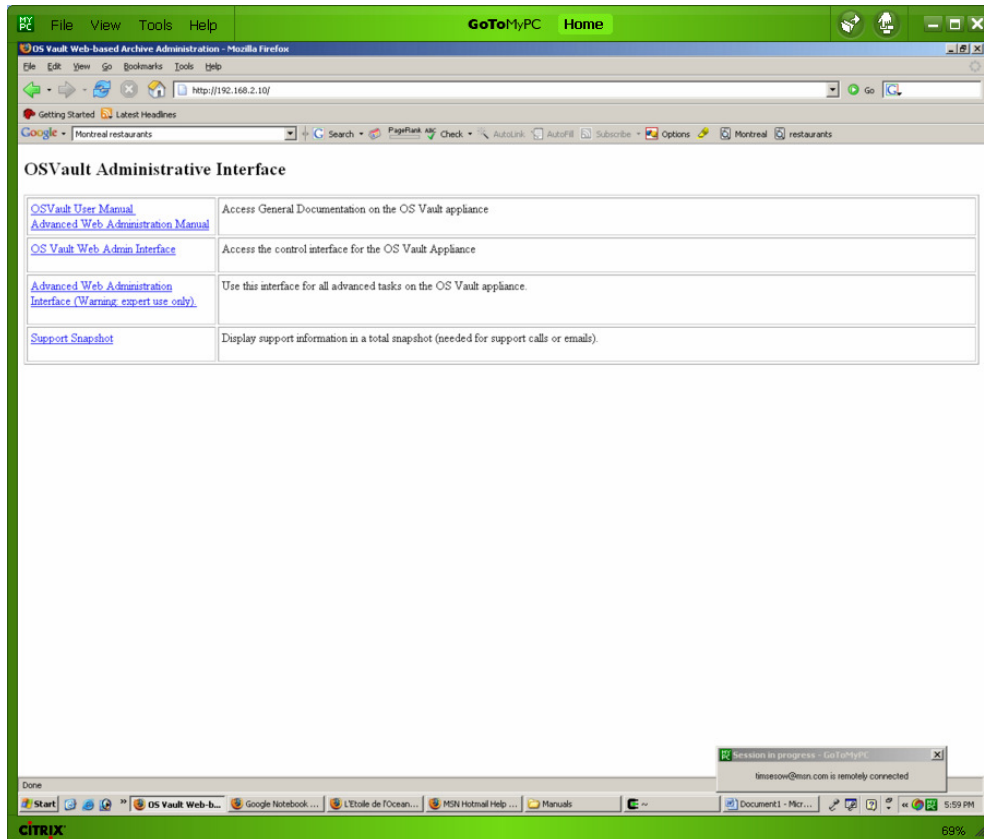 MY PC File View Tools Help GoToMyPC Home
OS Vault Web-based Archive Administration - Mozilla Firefox
File Edit View Go Bookmarks Tools Help
http://192.168.2.10/ Go G
Getting Started Latest Headlines
Google Montreal restaurants G Search PageRank ABC Check AutoLink AutoFill Subscribe Options Montreal restaurants
OSVault Administrative Interface
OSVault User Manual Access General Documentation on the OS Vault appliance
Advanced Web Administration Manual
OS Vault Web Admin Interface Access the control interface for the OS Vault Appliance
Advanced Web Administration Use this interface for all advanced tasks on the OS Vault appliance.
Interface (Warning: expert use only).
Support Snapshot Display support information in a total snapshot (needed for support calls or emails).
Session in progress - GoToMyPC
timsesow@msn.com is remotely connected
Done
Start OS Vault Web-b... Google Notebook ... L'Etoile de l'Ocean... MSN Hotmail Help ... Manuals ~ Document1 - Micr... 5:59 PM
CITRIX 69%